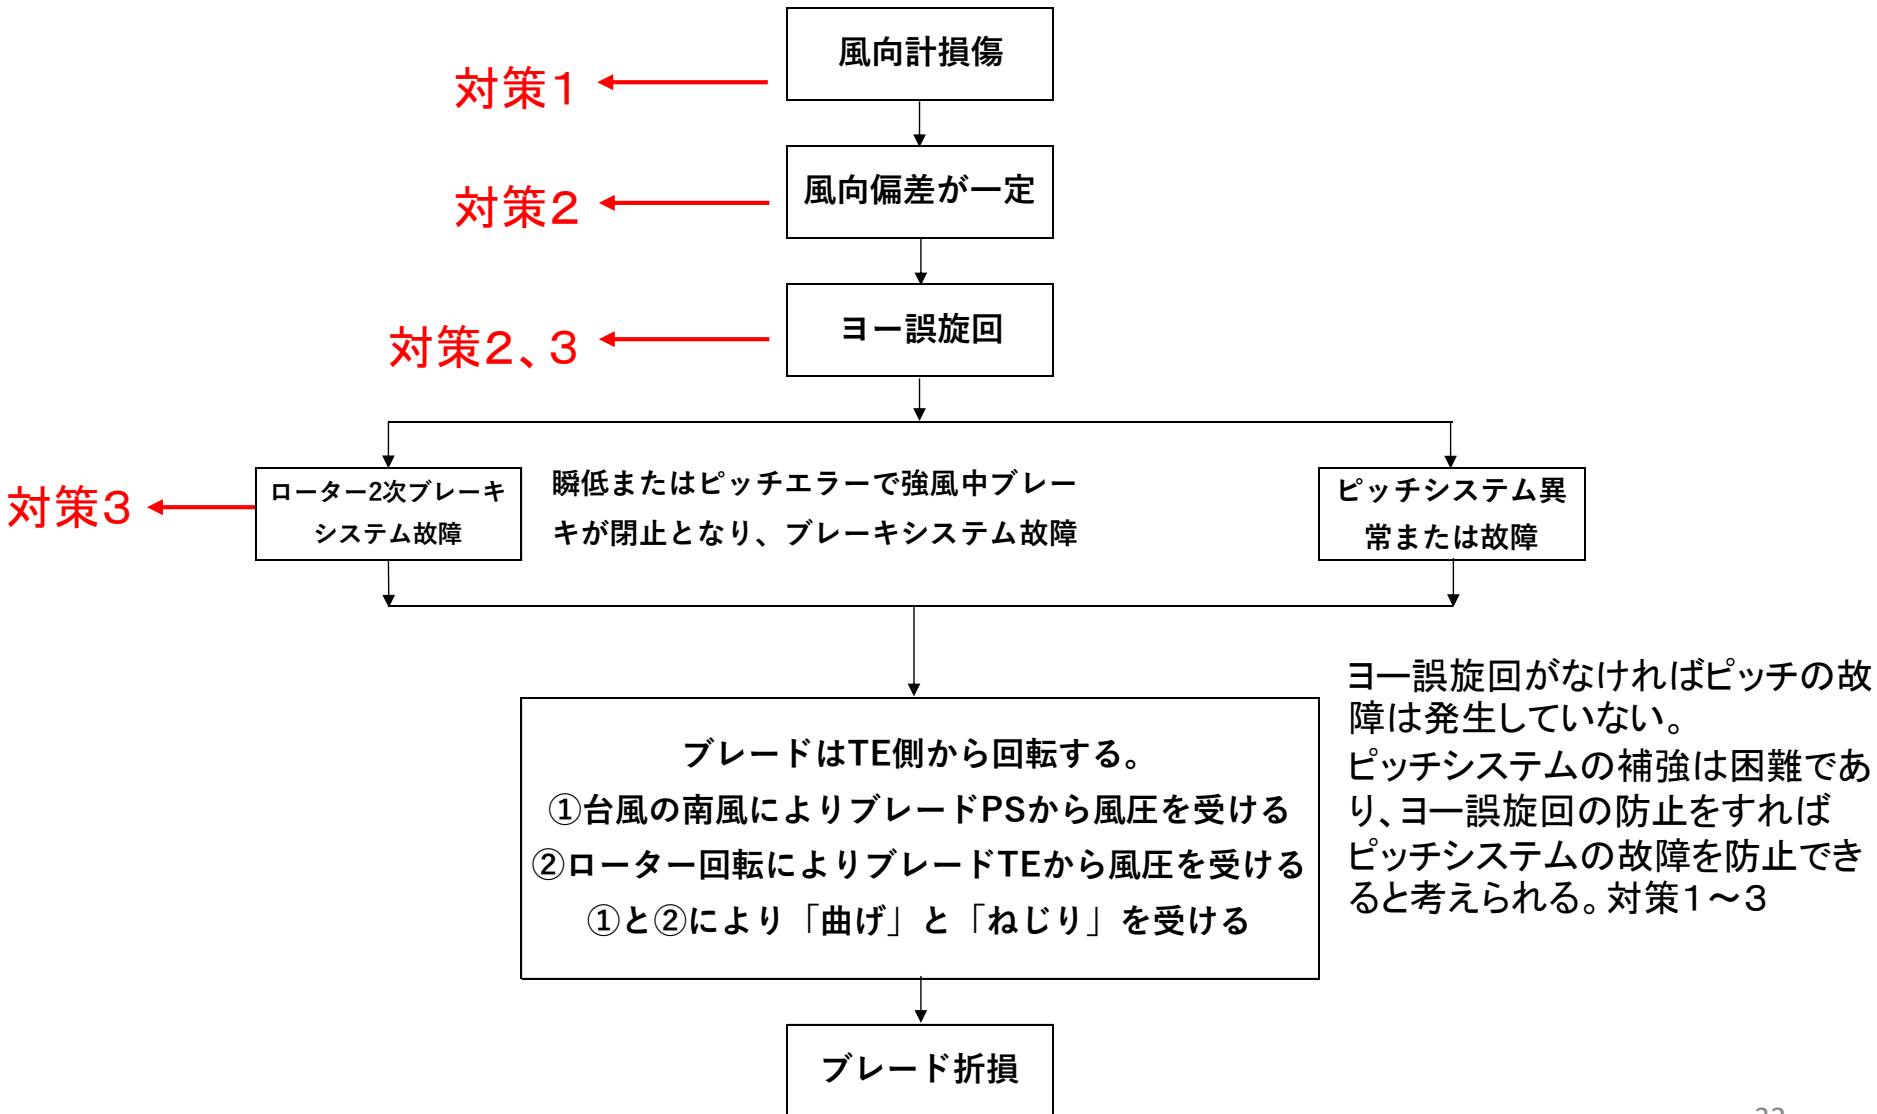 風向計損傷
対策１
風向偏差が一定
対策２
ヨー誤旋回
対策２、３
対策３
ローター2次ブレーキ
システム故障
瞬低またはピッチエラーで強風中ブレー
キが閉止となり、ブレーキシステム故障
ピッチシステム異
常または故障
ブレードはTE側から回転する。
①台風の南風によりブレードPSから風圧を受ける
②ローター回転によりブレードTEから風圧を受ける
①と②により「曲げ」と「ねじり」を受ける
ヨー誤旋回がなければピッチの故
障は発生していない。
ピッチシステムの補強は困難であ
り、ヨー誤旋回の防止をすれば
ピッチシステムの故障を防止でき
ると考えられる。対策１～３
ブレード折損